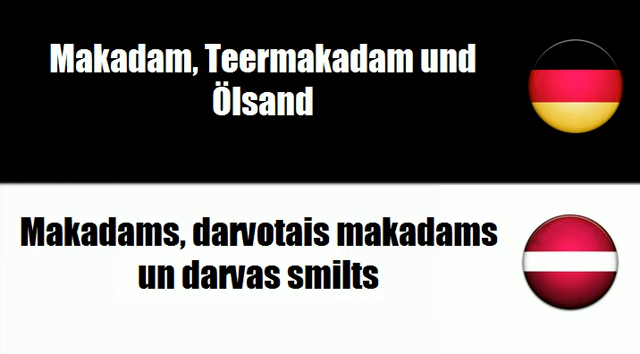 Makadam, Teermakadam und
Ölsand
Makadams, darvotais makadams
un darvas smilts